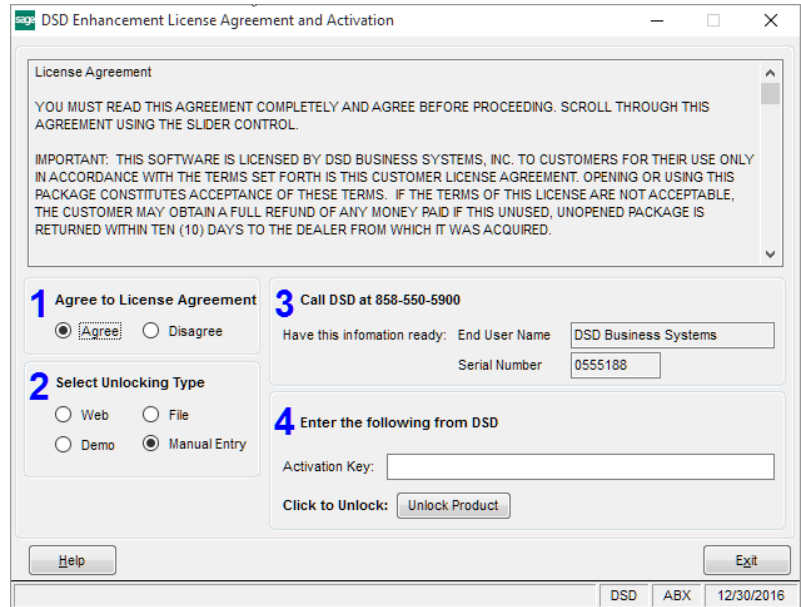 sage DSD Enhancement License Agreement and Activation
License Agreement
YOU MUST READ THIS AGREEMENT COMPLETELY AND AGREE BEFORE PROCEEDING. SCROLL THROUGH THIS
AGREEMENT USING THE SLIDER CONTROL.
IMPORTANT: THIS SOFTWARE IS LICENSED BY DSD BUSINESS SYSTEMS, INC. TO CUSTOMERS FOR THEIR USE ONLY
IN ACCORDANCE WITH THE TERMS SET FORTH IS THIS CUSTOMER LICENSE AGREEMENT. OPENING OR USING THIS
PACKAGE CONSTITUTES ACCEPTANCE OF THESE TERMS. IF THE TERMS OF THIS LICENSE ARE NOT ACCEPTABLE,
THE CUSTOMER MAY OBTAIN A FULL REFUND OF ANY MONEY PAID IF THIS UNUSED, UNOPENED PACKAGE IS
RETURNED WITHIN TEN (10) DAYS TO THE DEALER FROM WHICH IT WAS ACQUIRED.
1 Agree to License Agreement
Agree Disagree
2 Select Unlocking Type
Web File
Demo Manual Entry
3 Call DSD at 858-550-5900
Have this infomation ready: End User Name DSD Business Systems
Serial Number 0555188
4 Enter the following from DSD
Activation Key:
Click to Unlock: Unlock Product
Help Exit
DSD ABX 12/30/2016